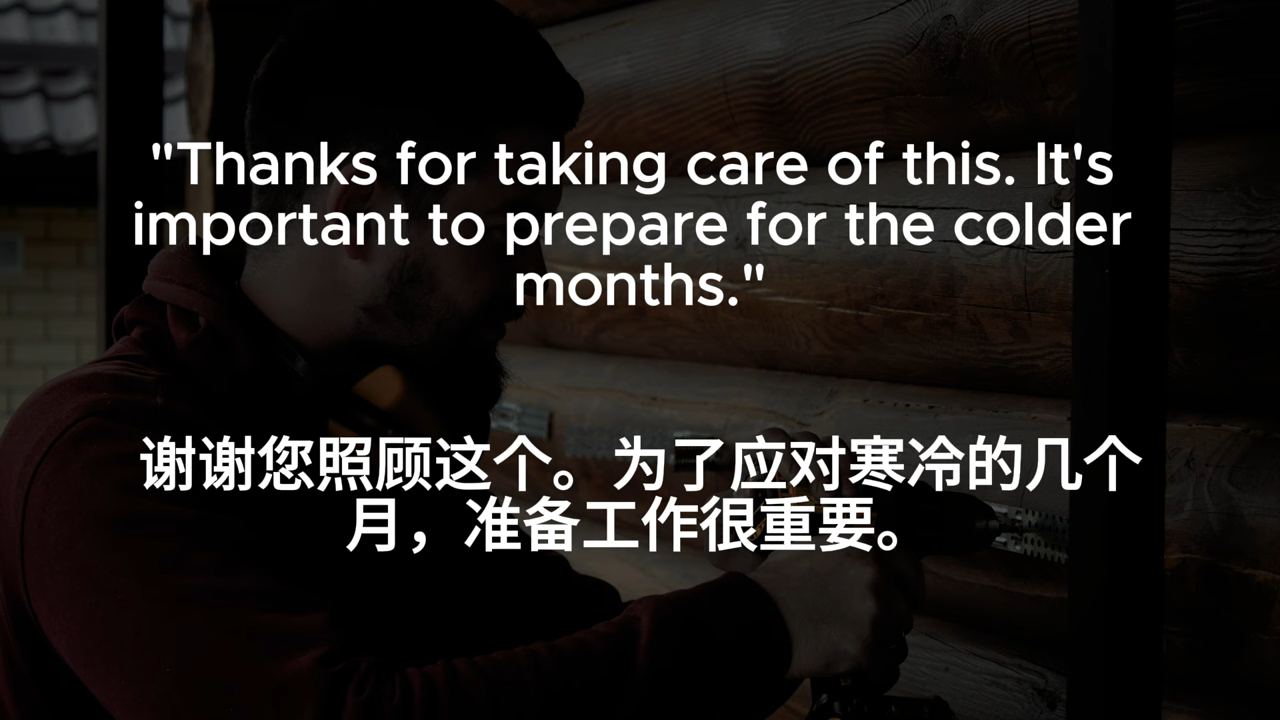 "Thanks for taking care of this. It's
important to prepare for the colder
months."
谢谢您照顾这个。为了应对寒冷的几个
月，准备工作很重要。